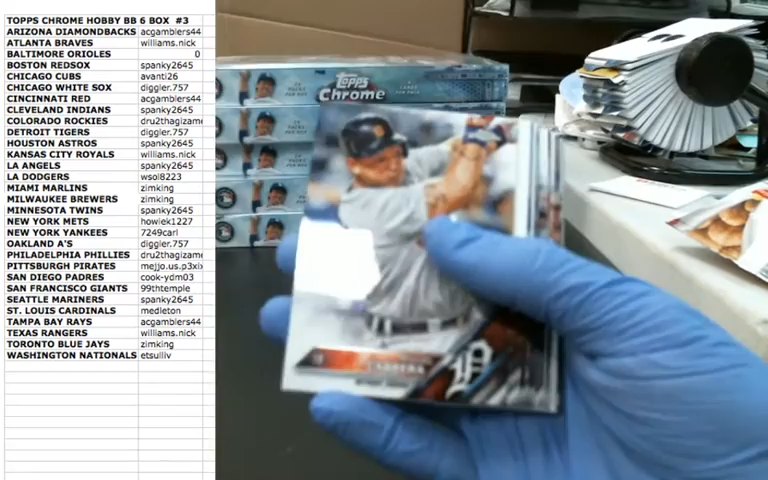 TOPPS CHROME HOBBY BB 6 BOX #3
ARIZONA DIAMONDBACKS acgamblers44
ATLANTA BRAVES williams.nick
BALTIMORE ORIOLES 0
BOSTON REDSOX spanky2645
CHICAGO CUBS avanti26
CHICAGO WHITE SOX diggler.757
CINCINNATI RED acgamblers44
CLEVELAND INDIANS spanky2645
COLORADO ROCKIES dru2thagizame
DETROIT TIGERS diggler.757
HOUSTON ASTROS spanky2645
KANSAS CITY ROYALS williams.nick
LA ANGELS spanky2645
LA DODGERS wsol8223
MIAMI MARLINS zimking
MILWAUKEE BREWERS zimking
MINNESOTA TWINS spanky2645
NEW YORK METS howiek1227
NEW YORK YANKEES 7249carl
OAKLAND A'S diggler.757
PHILADELPHIA PHILLIES dru2thagizame
PITTSBURGH PIRATES mejjo.us.p3xix
SAN DIEGO PADRES cook-ydm03
SAN FRANCISCO GIANTS 99thtemple
SEATTLE MARINERS spanky2645
ST. LOUIS CARDINALS medleton
TAMPA BAY RAYS acgamblers44
TEXAS RANGERS williams.nick
TORONTO BLUE JAYS zimking
WASHINGTON NATIONALS etsulliv
Topps
Chrome
CABRERA